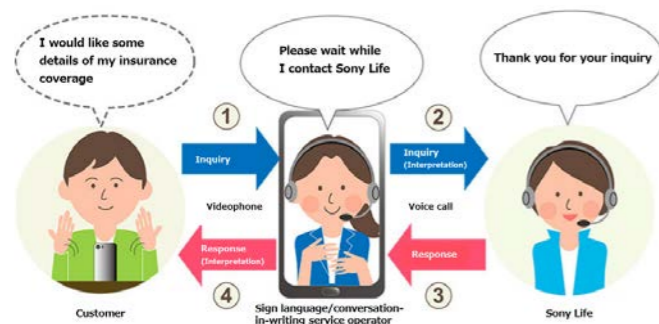 I would like some
details of my insurance
coverage
Please wait while
I contact Sony Life
Thank you for your inquiry
1
2
Inquiry
Inquiry
(Interpretation)
Videophone
Voice call
Response
(Interpretation)
Response
4
3
Customer
Sign language/conversation-
in-writing service operator
Sony Life